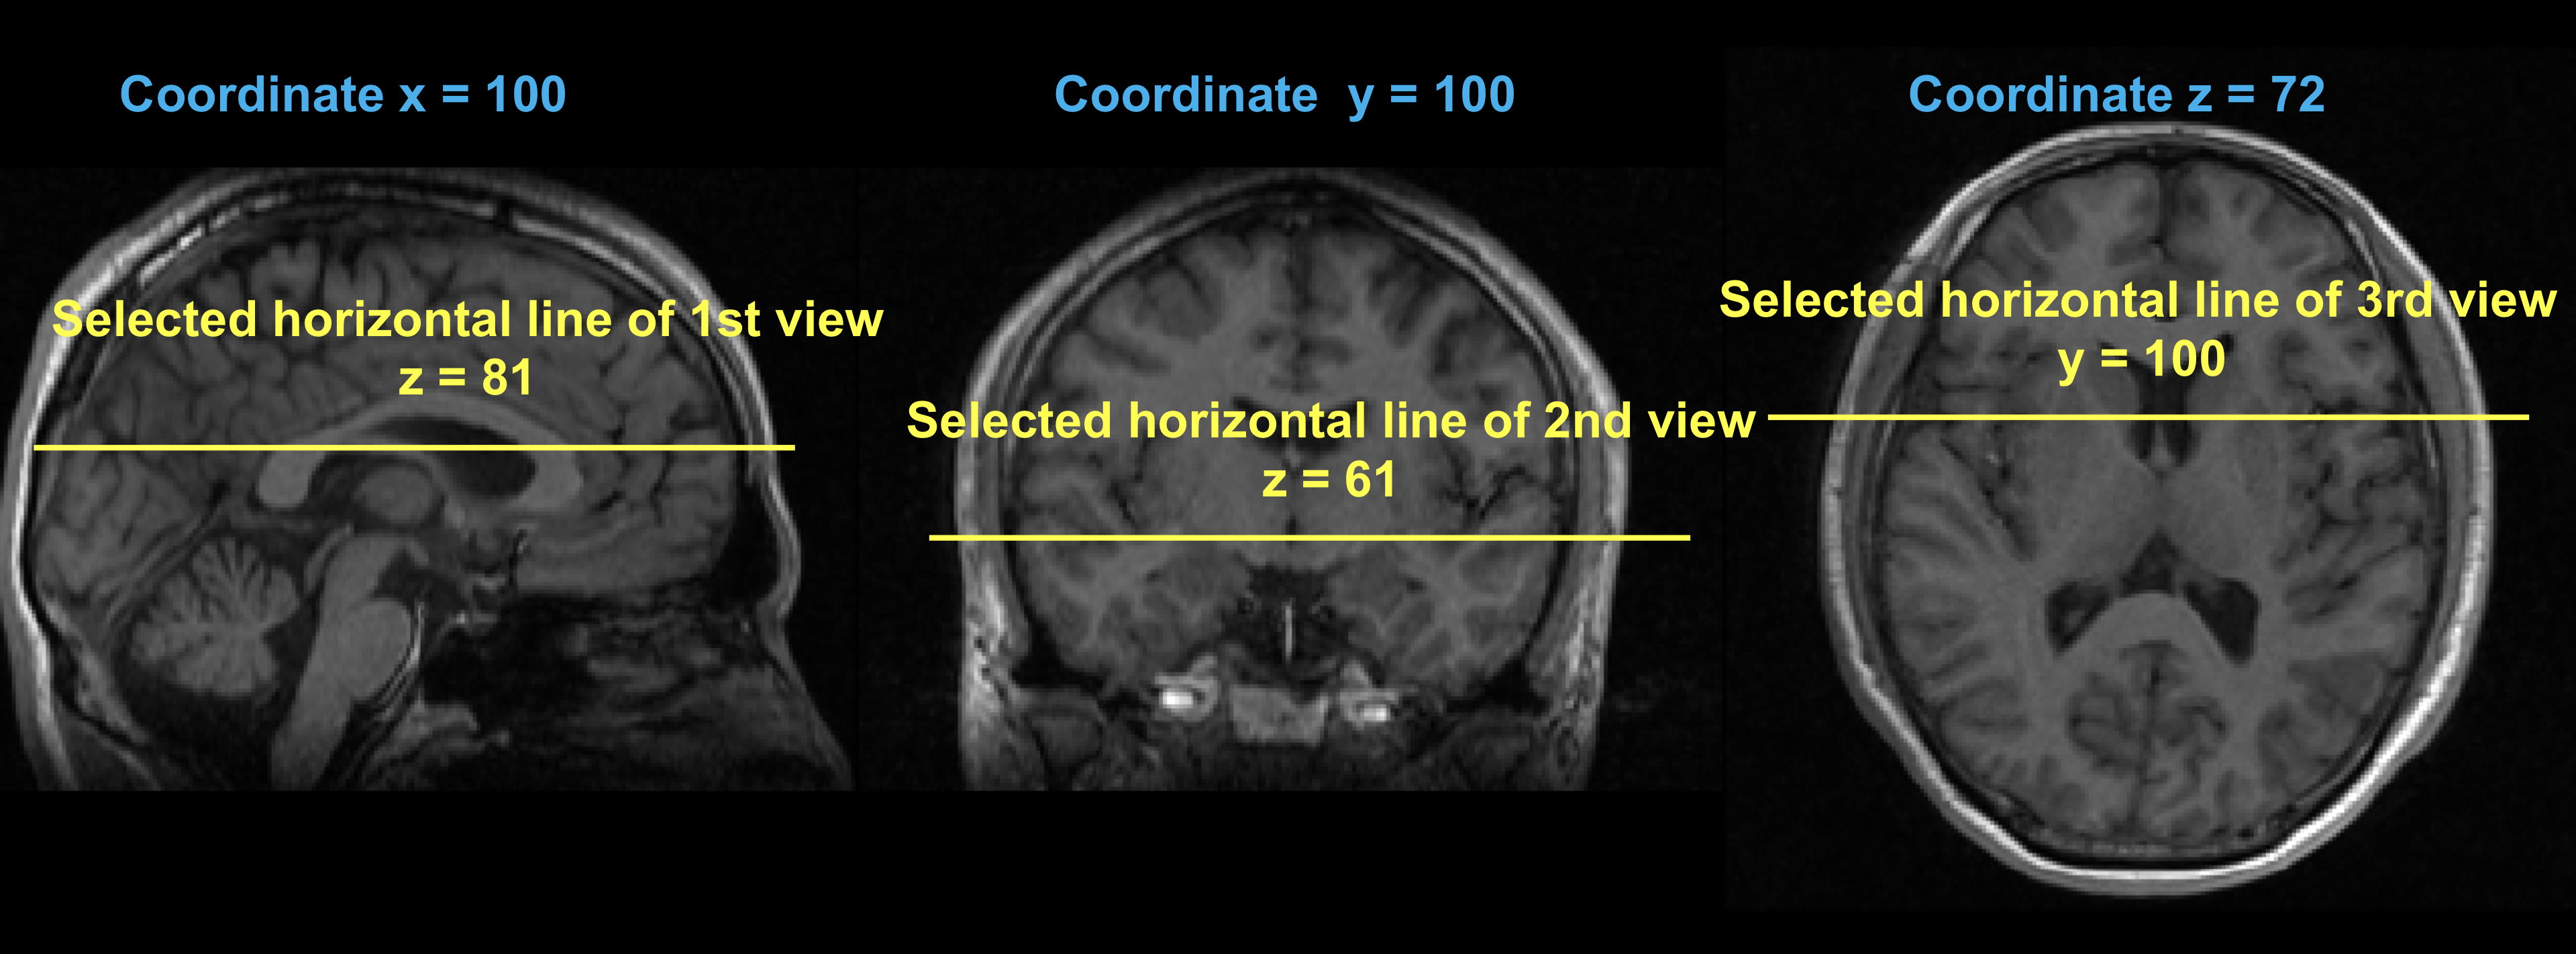 Coordinate x = 100
Coordinate y = 100
Coordinate z = 72
Selected horizontal line of 1st view
z = 81
Selected horizontal line of 2nd view
z = 61
Selected horizontal line of 3rd view
y = 100